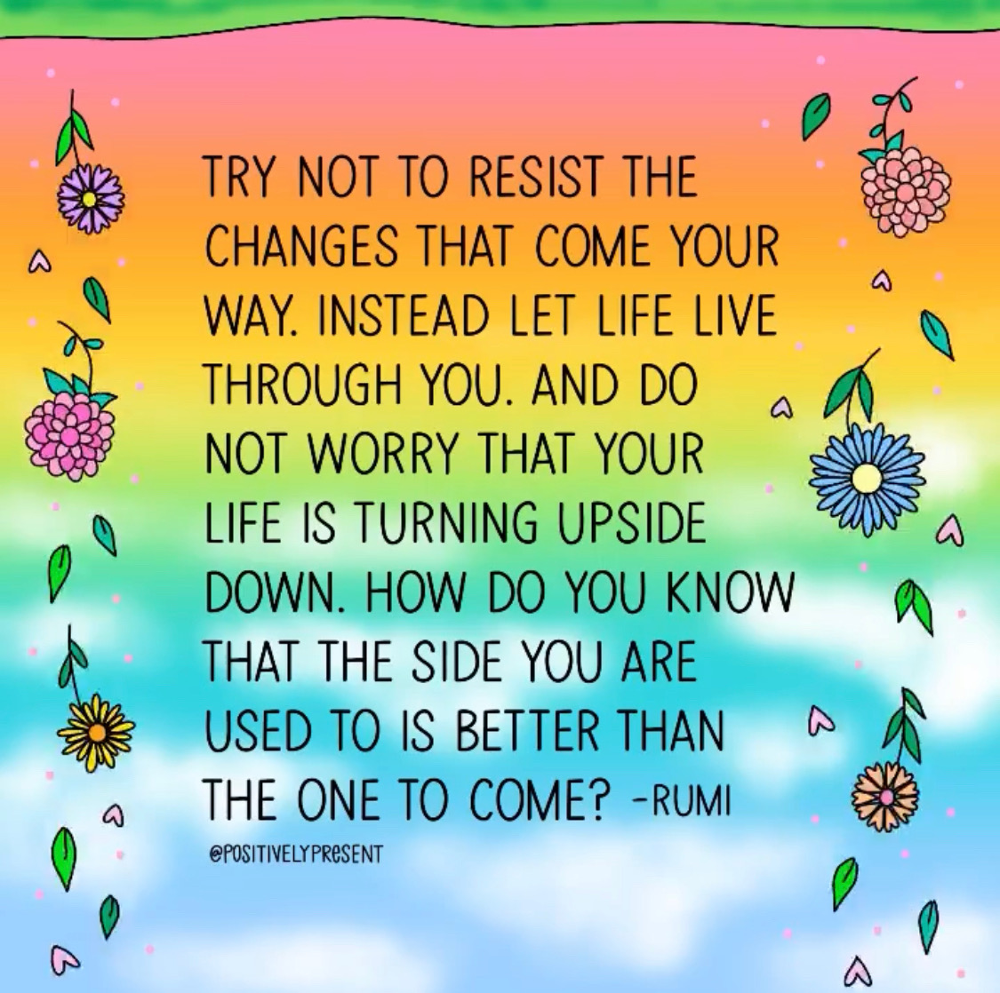 TRY NOT TO RESIST THE
CHANGES THAT COME YOUR
WAY. INSTEAD LET LIFE LIVE
THROUGH YOU. AND DO
NOT WORRY THAT YOUR
LIFE IS TURNING UPSIDE
DOWN. HOW DO YOU KNOW
THAT THE SIDE YOU ARE
USED TO IS BETTER THAN
THE ONE TO COME? -RUMI
@POSITIVELYPRESENT